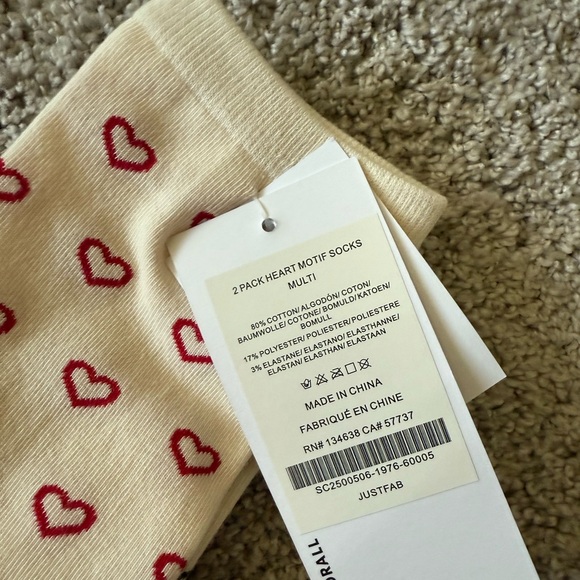 2 PACK HEART MOTIF SOCKS
MULTI
80% COTTON/ ALGODÓN/ COTON/
BAUMWOLLE/ COTONE/ BOMULD/ KATOEN/
BOMULL
17% POLYESTER/ POLIESTER/POLIESTERE
3% ELASTANE/ ELASTANO/ ELASTHANNE/
ELASTAN/ ELASTHAN/ ELASTAAN
MADE IN CHINA
FABRIQUÉ EN CHINE
RN# 134638 CA# 57737
SC2500506-1976-60005
JUSTFAB